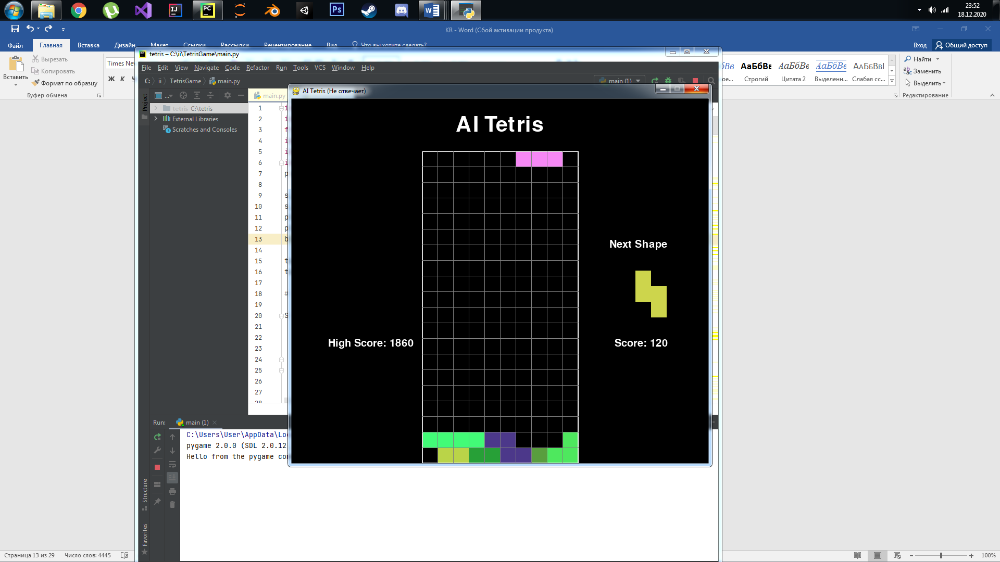 23:52
18.12.2020
KR - Word (Сбой активации продукта)
Файл Главная Вставка Дизайн Макет Ссылки Рассылки Рецензирование Вид Что вы хотите сделать? Вход Общий доступ
Вставить
Вырезать
Копировать
Формат по образцу
Буфер обмена
Times Ne
Ж К Ч
АаБбВв АаБбВв АаБбВв АаБбВв АаБбВвІ
ое... Строгий Цитата 2 Выделенн... Слабая сс...
Найти
Заменить
Выделить
Редактирование
tetris – C:\ii\TetrisGame\main.py
File Edit View Navigate Code Refactor Run Tools VCS Window Help
C: ii TetrisGame main.py main (1)
Project
tetris C:\tetris
External Libraries
Scratches and Consoles
main.py
1 i
2 i
3 f
4 i
5 i
6 i
7 p
8
9 s
10 s
11 p
12 p
13 b
14
15 t
16 t
17
18 #
19
20 S
21
22
23
24
25
26
27
28
AI Tetris (Не отвечает)
AI Tetris
Next Shape
High Score: 1860
Score: 120
Run: main (1)
C:\Users\User\AppData\Lo
pygame 2.0.0 (SDL 2.0.12
Hello from the pygame co
Structure
Favorites
Страница 13 из 29 Число слов: 4445 100%